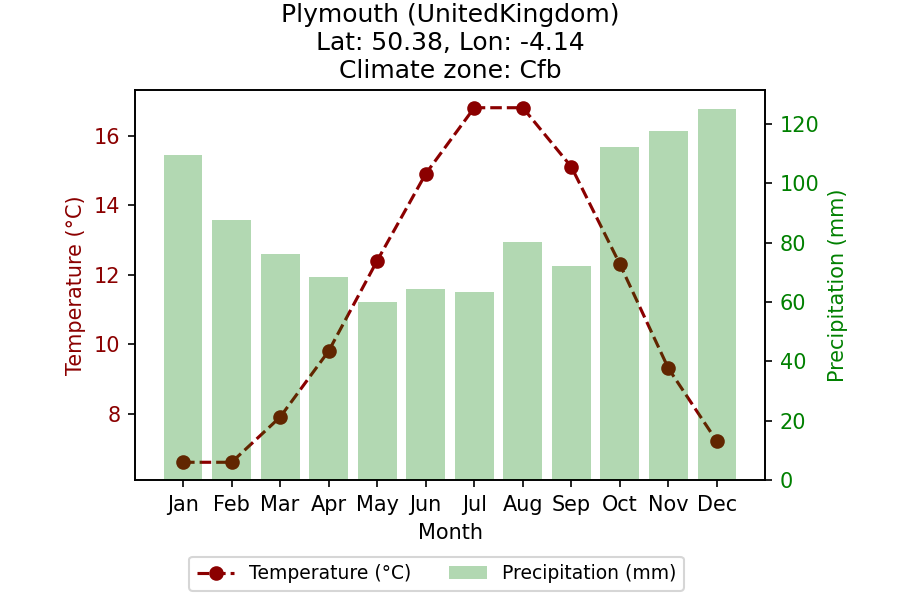 Plymouth (UnitedKingdom)
Lat: 50.38, Lon: -4.14
Climate zone: Cfb
16
14
12
10
8
Temperature (°C)
120
100
80
60
40
20
0
Precipitation (mm)
Jan Feb Mar Apr May Jun Jul Aug Sep Oct Nov Dec
Month
Temperature (°C) Precipitation (mm)